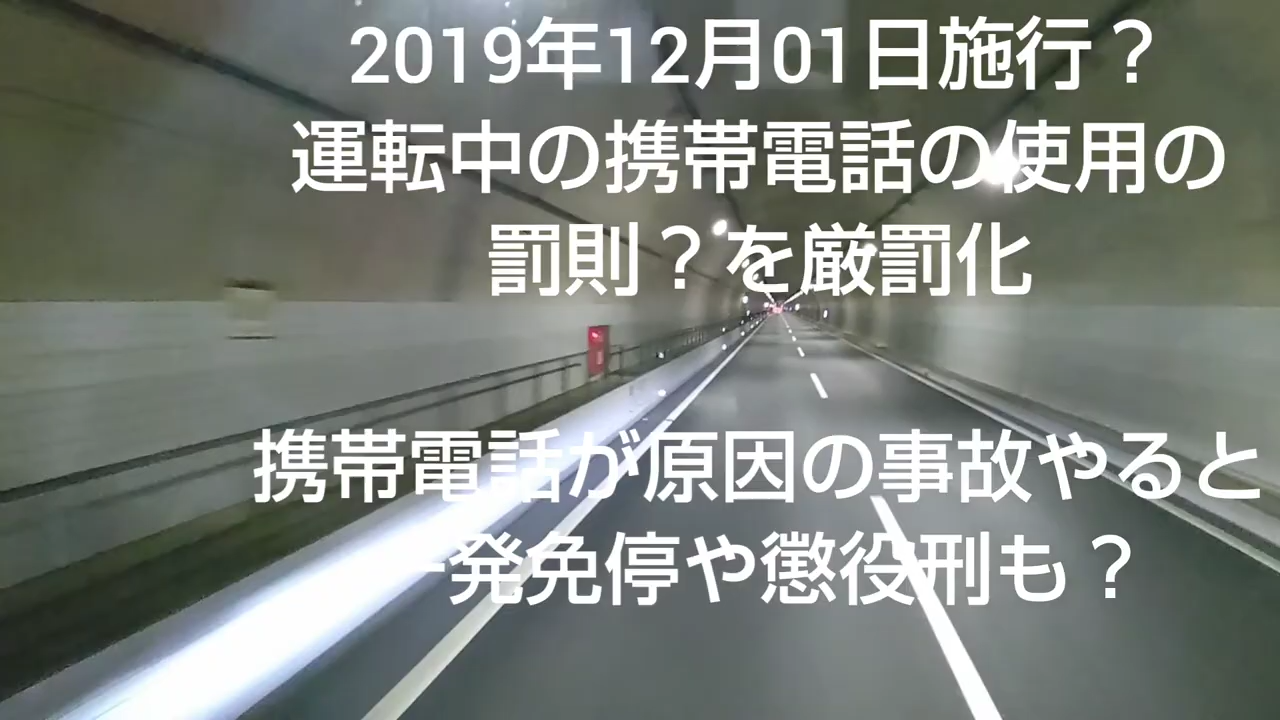 2019年12月01日施行？
運転中の携帯電話の使用の
罰則？を厳罰化
携帯電話が原因の事故やると
一発免停や懲役刑も？